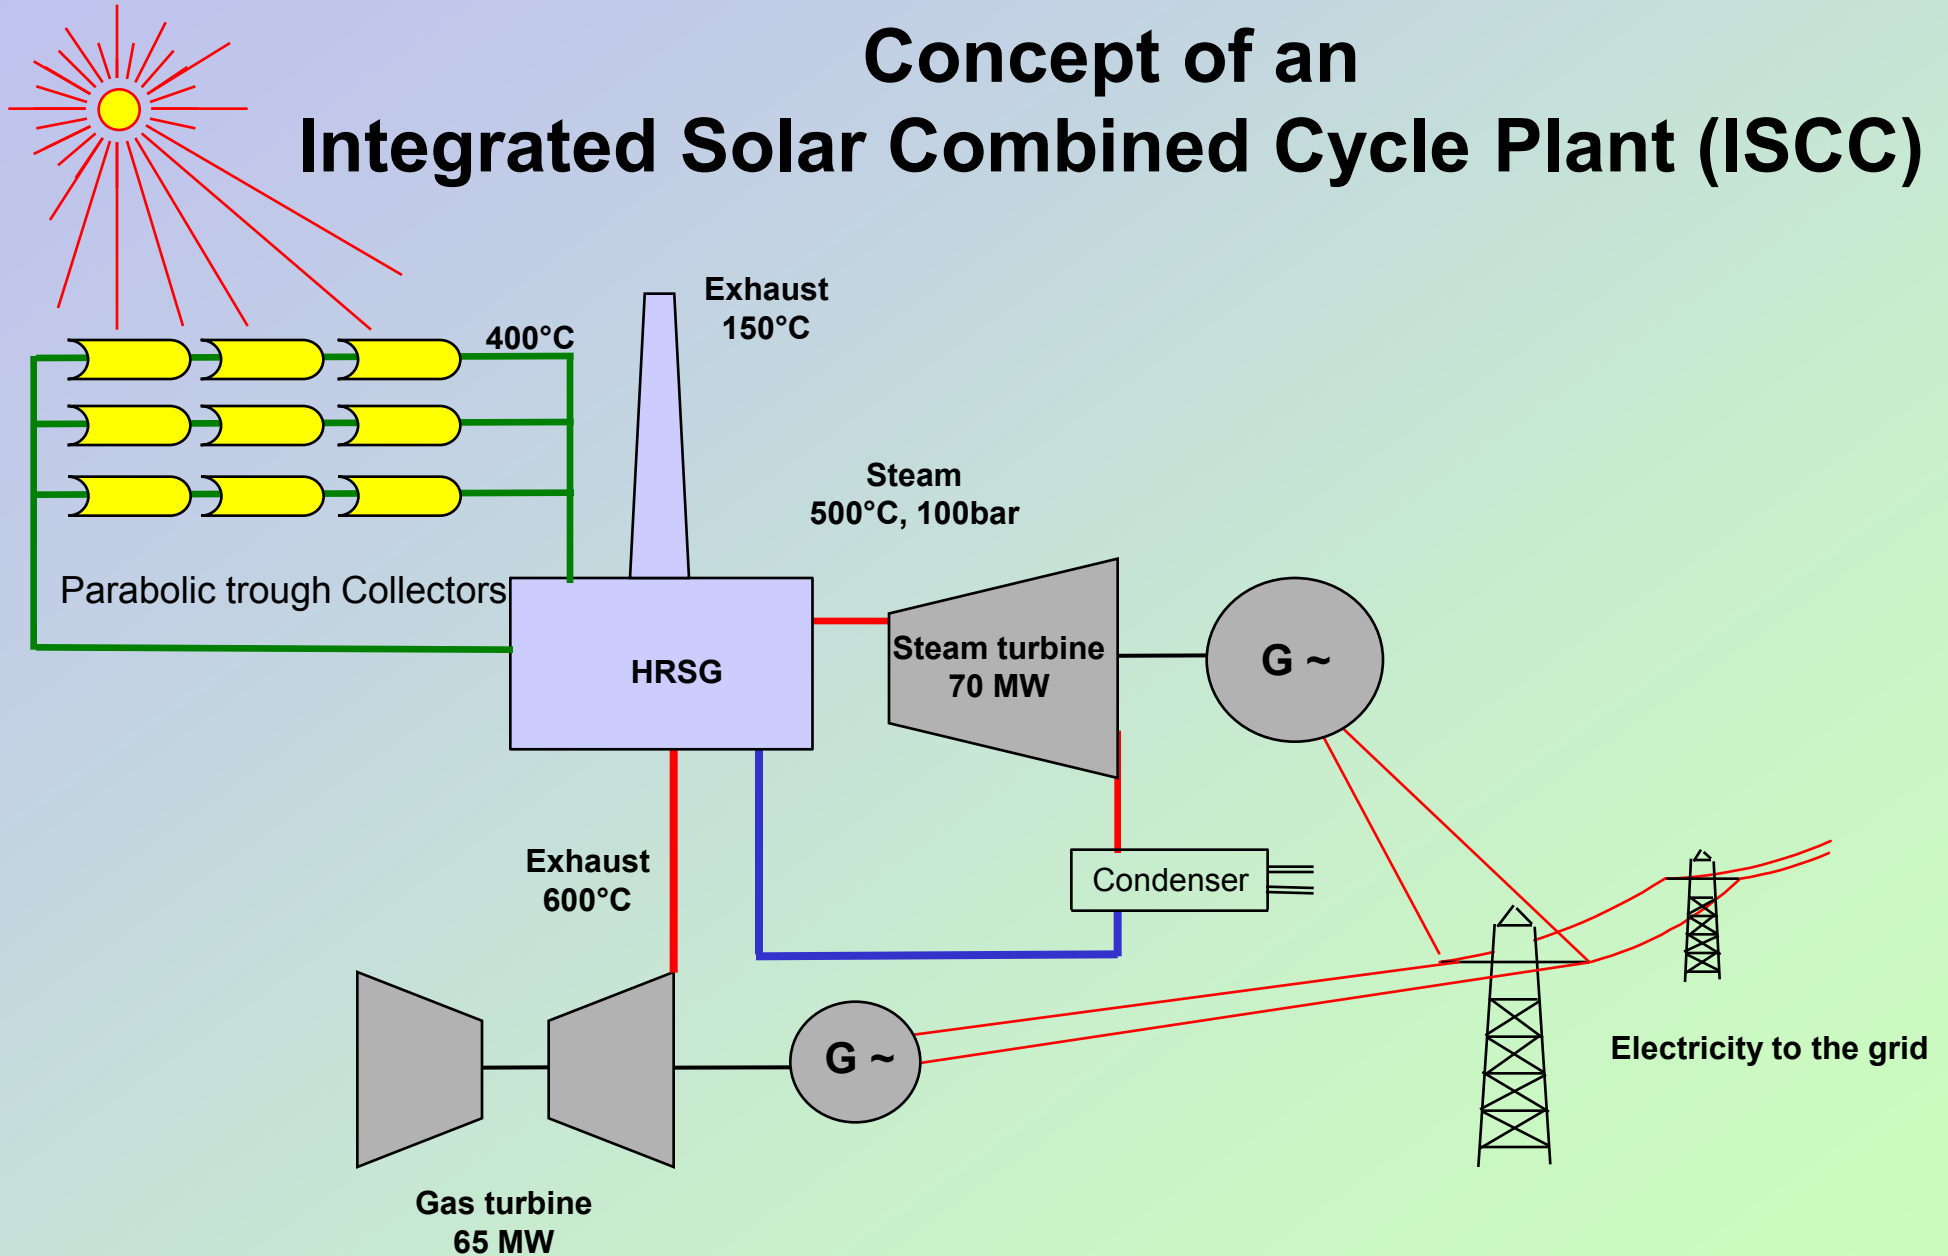 Concept of an
Integrated Solar Combined Cycle Plant (ISCC)
Exhaust
150°C
400°C
Steam
500°C, 100bar
Parabolic trough Collectors
HRSG
Steam turbine
70 MW
G ~
Exhaust
600°C
Condenser
G ~
Electricity to the grid
Gas turbine
65 MW